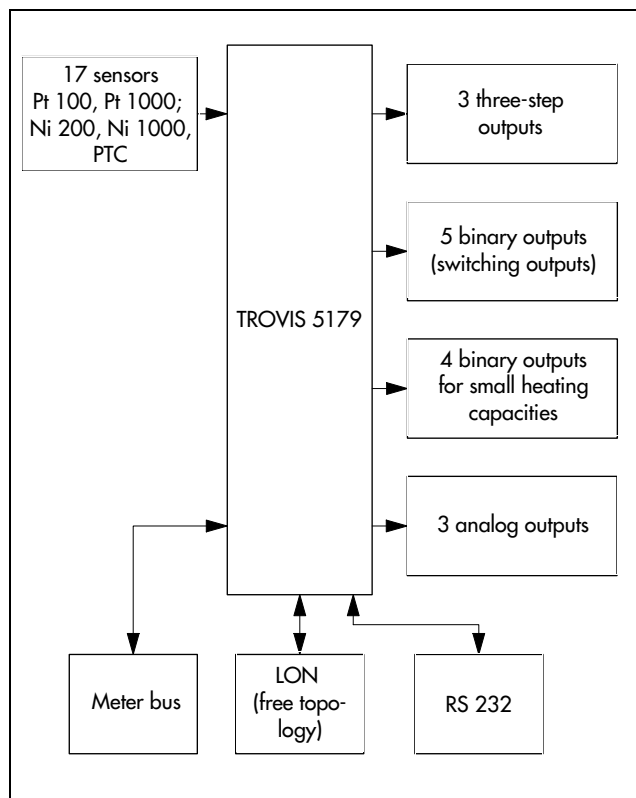 17 sensors
Pt 100, Pt 1000;
Ni 200, Ni 1000,
PTC
3 three-step
outputs
5 binary outputs
(switching outputs)
TROVIS 5179
4 binary outputs
for small heating
capacities
3 analog outputs
Meter bus
LON
(free topo-
logy)
RS 232